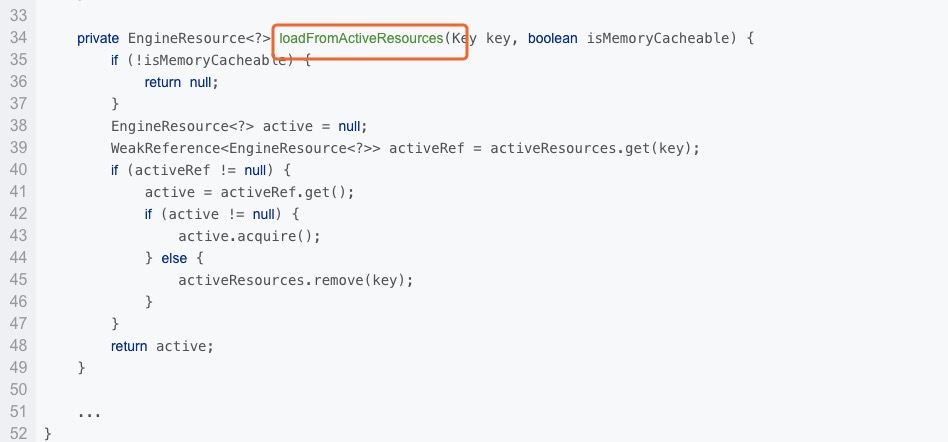 33
34     private EngineResource<?> loadFromActiveResources(Key key, boolean isMemoryCacheable) {
35         if (!isMemoryCacheable) {
36             return null;
37         }
38         EngineResource<?> active = null;
39         WeakReference<EngineResource<?>> activeRef = activeResources.get(key);
40         if (activeRef != null) {
41             active = activeRef.get();
42             if (active != null) {
43                 active.acquire();
44             } else {
45                 activeResources.remove(key);
46             }
47         }
48         return active;
49     }
50
51     ...
52 }